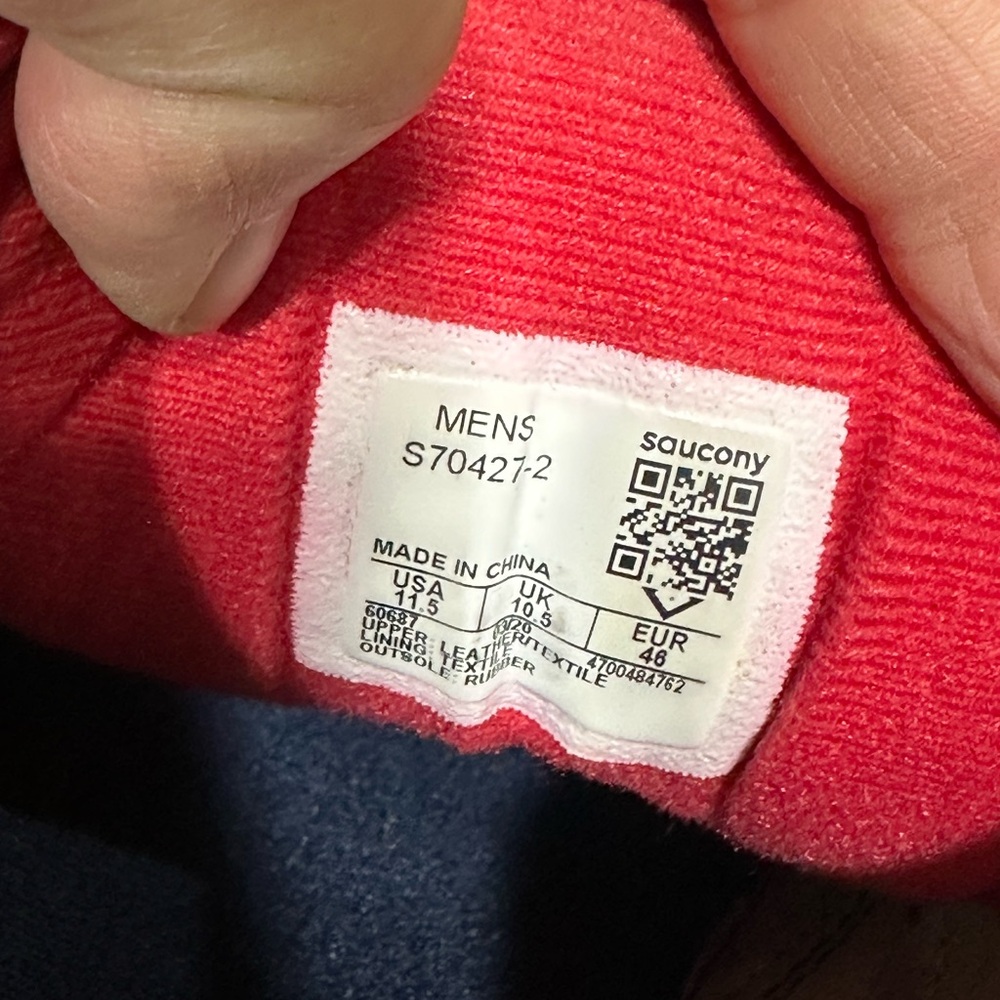 MENS
S70427-2
saucony
MADE IN CHINA
USA UK EUR
11.5 10.5 46
60687 03/20 4700484762
UPPER: LEATHER/TEXTILE
LINING: TEXTILE
OUTSOLE: RUBBER